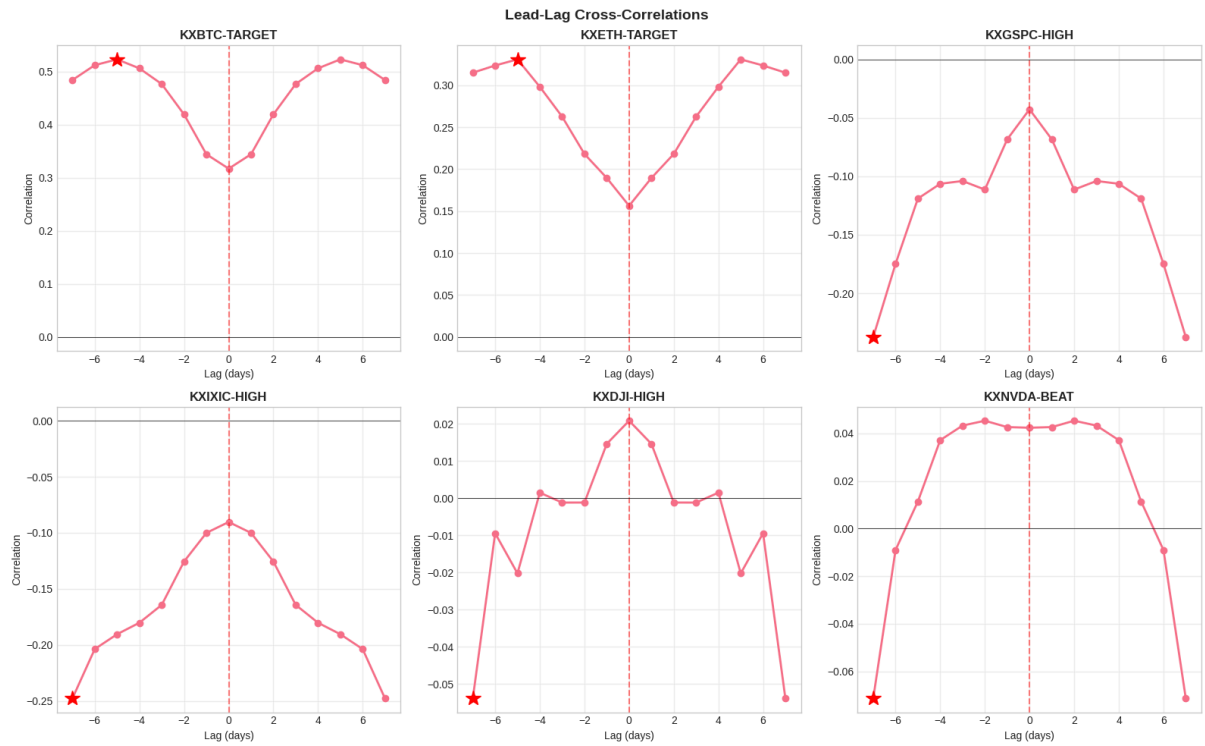 Lead-Lag Cross-Correlations
KXBTC-TARGET
0.5
0.4
0.3
0.2
0.1
0.0
Correlation
−6 −4 −2 0 2 4 6
Lag (days)
KXETH-TARGET
0.30
0.25
0.20
0.15
0.10
0.05
0.00
Correlation
−6 −4 −2 0 2 4 6
Lag (days)
KXGSPC-HIGH
0.00
−0.05
−0.10
−0.15
−0.20
Correlation
−6 −4 −2 0 2 4 6
Lag (days)
KXIXIC-HIGH
0.00
−0.05
−0.10
−0.15
−0.20
−0.25
Correlation
−6 −4 −2 0 2 4 6
Lag (days)
KXDJI-HIGH
0.02
0.01
0.00
−0.01
−0.02
−0.03
−0.04
−0.05
Correlation
−6 −4 −2 0 2 4 6
Lag (days)
KXNVDA-BEAT
0.04
0.02
0.00
−0.02
−0.04
−0.06
Correlation
−6 −4 −2 0 2 4 6
Lag (days)